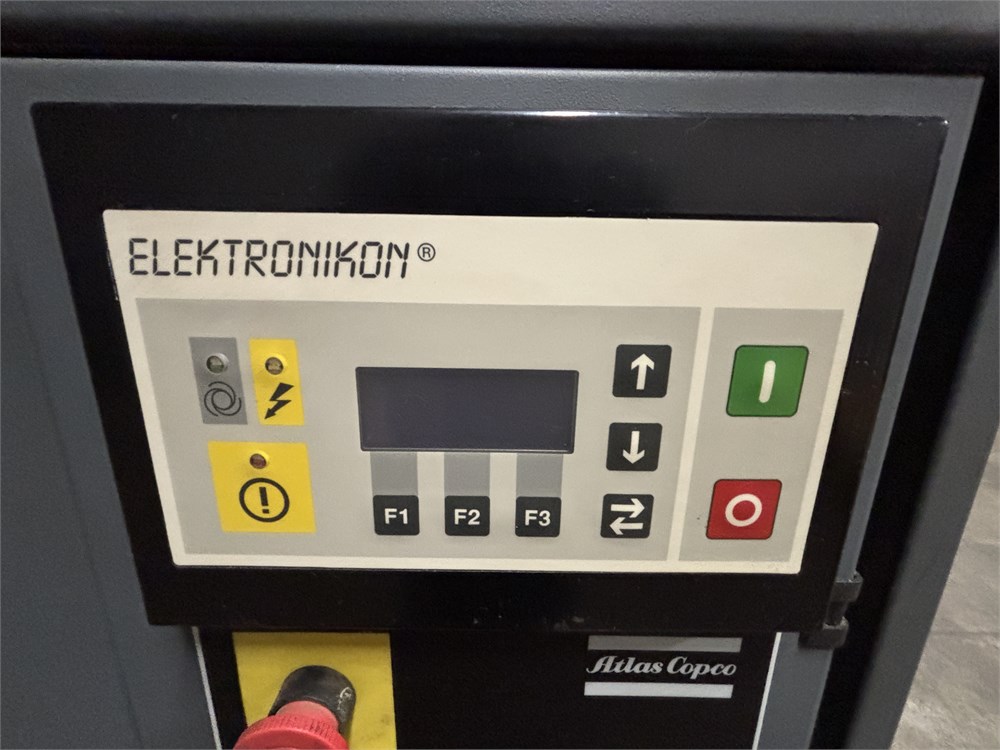 ELEKTRONIKON®
F1 F2 F3
Atlas Copco